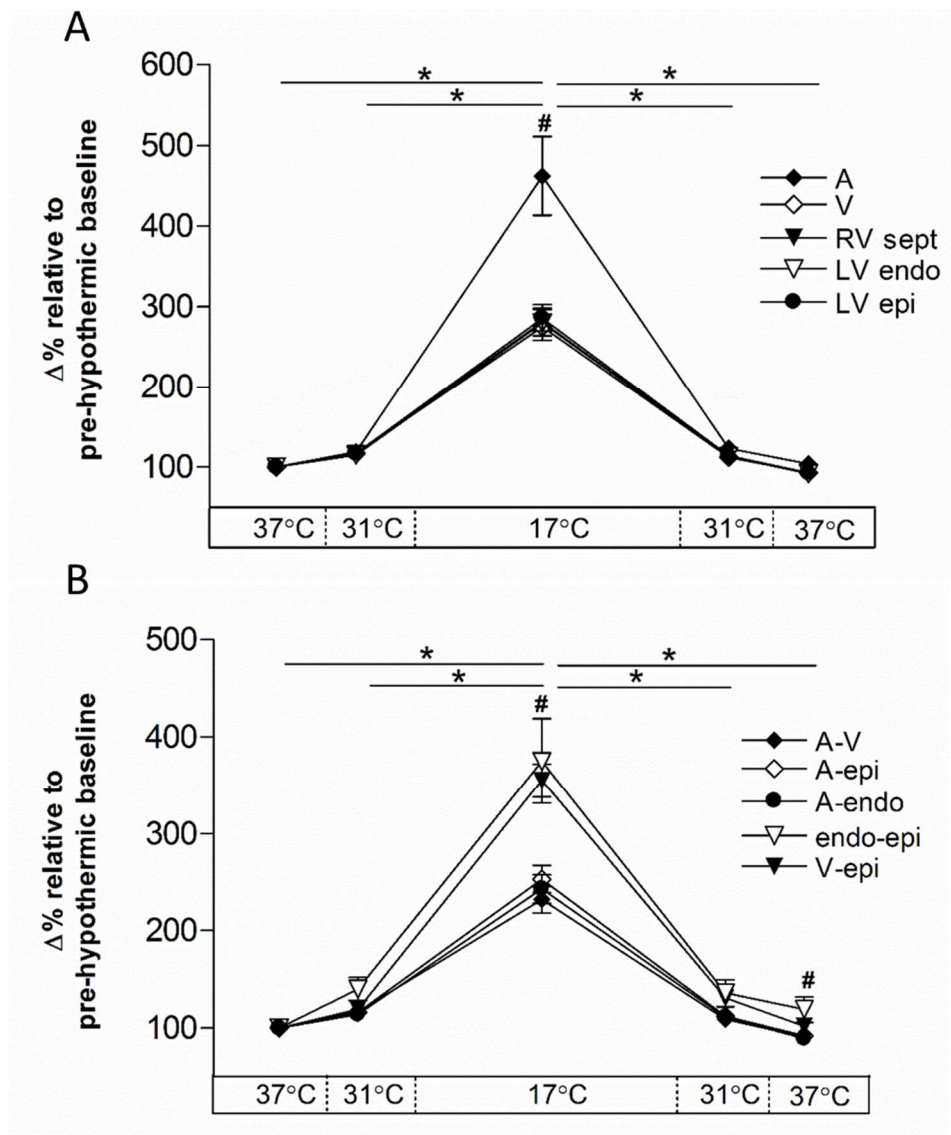 A
Δ% relative to
pre-hypothermic baseline
600
500
400
300
200
100
*
*
*
*
#
A
V
RV sept
LV endo
LV epi
37°C
31°C
17°C
31°C
37°C
B
Δ% relative to
pre-hypothermic baseline
500
400
300
200
100
*
*
*
*
#
#
A-V
A-epi
A-endo
endo-epi
V-epi
37°C
31°C
17°C
31°C
37°C